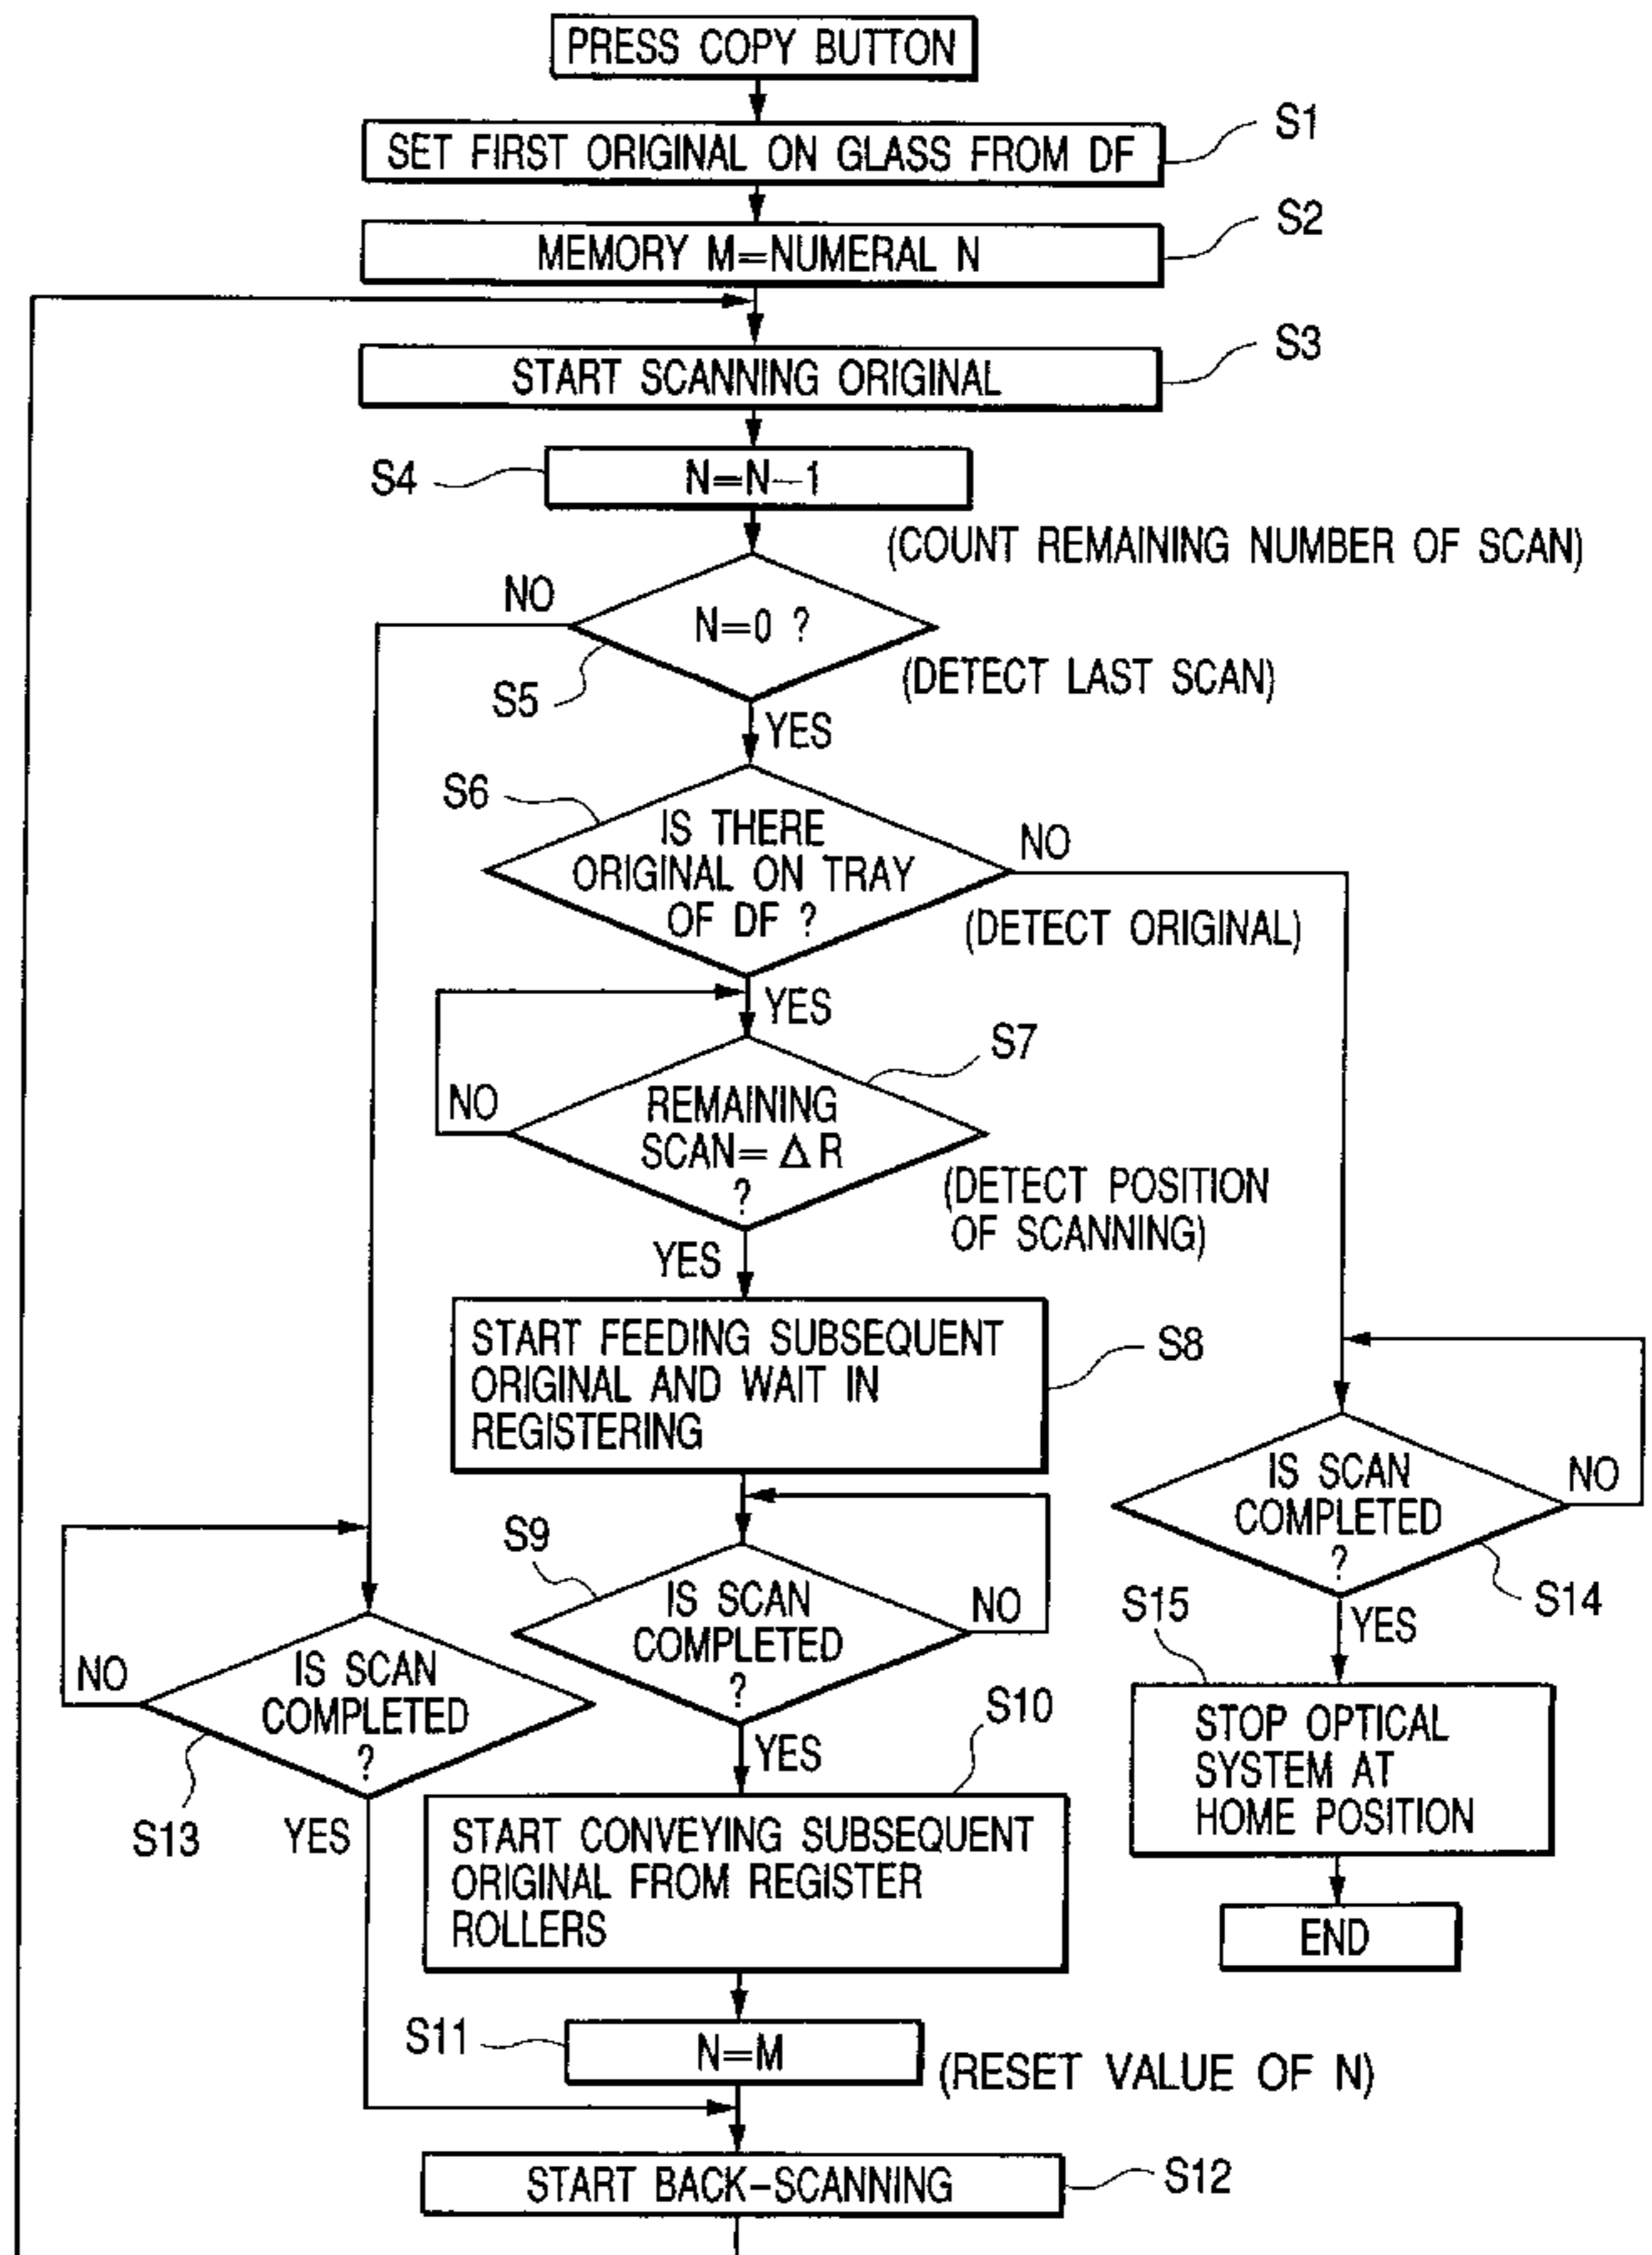 PRESS COPY BUTTON
S1
SET FIRST ORIGINAL ON GLASS FROM DF
S2
MEMORY M=NUMERAL N
S3
START SCANNING ORIGINAL
S4
N=N-1
(COUNT REMAINING NUMBER OF SCAN)
NO
N=0 ?
S5
(DETECT LAST SCAN)
YES
S6
IS THERE
ORIGINAL ON TRAY
OF DF ?
NO
(DETECT ORIGINAL)
YES
S7
NO
REMAINING
SCAN=ΔR
?
(DETECT POSITION
OF SCANNING)
YES
START FEEDING SUBSEQUENT
ORIGINAL AND WAIT IN
REGISTERING
S8
IS SCAN
COMPLETED
?
NO
S14
YES
S9
IS SCAN
COMPLETED
?
NO
YES
NO
IS SCAN
COMPLETED
?
S13
YES
S15
STOP OPTICAL
SYSTEM AT
HOME POSITION
S10
START CONVEYING SUBSEQUENT
ORIGINAL FROM REGISTER
ROLLERS
END
S11
N=M
(RESET VALUE OF N)
START BACK-SCANNING
S12